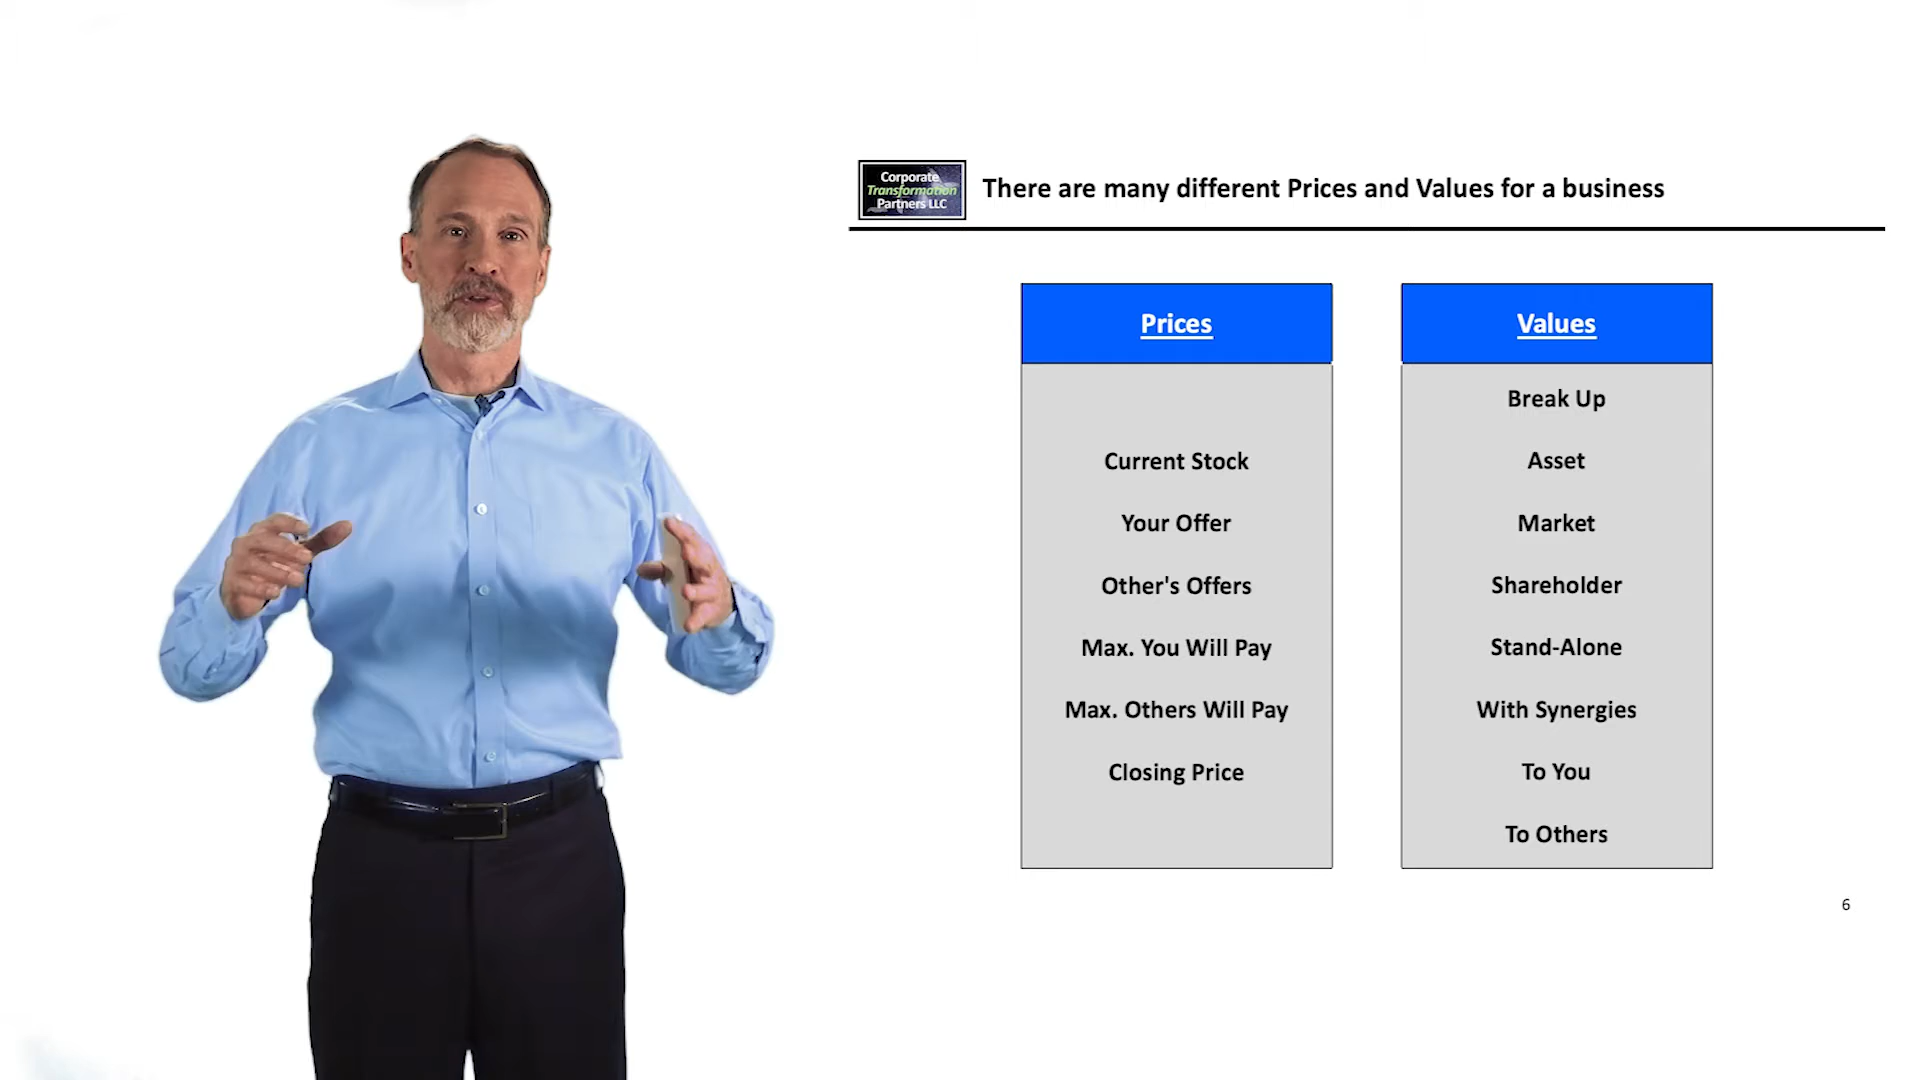 Corporate
Transformation
Partners LLC
There are many different Prices and Values for a business
Prices
Current Stock
Your Offer
Other's Offers
Max. You Will Pay
Max. Others Will Pay
Closing Price
Values
Break Up
Asset
Market
Shareholder
Stand-Alone
With Synergies
To You
To Others
6